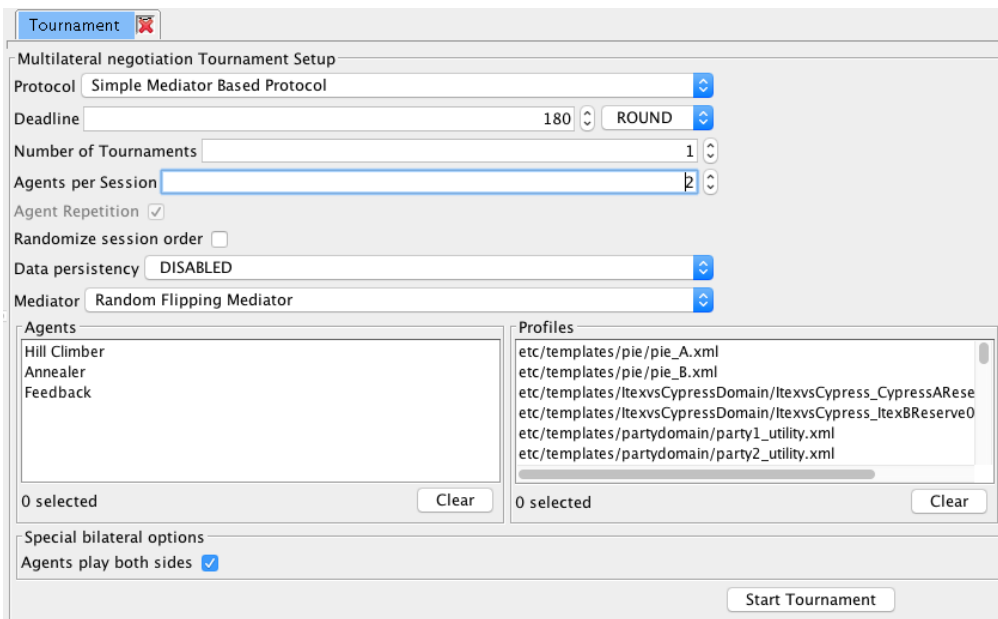 Tournament
Multilateral negotiation Tournament Setup
Protocol Simple Mediator Based Protocol
Deadline 180 ROUND
Number of Tournaments 1
Agents per Session 2
Agent Repetition
Randomize session order
Data persistency DISABLED
Mediator Random Flipping Mediator
Agents
Hill Climber
Annealer
Feedback
0 selected Clear
Profiles
etc/templates/pie/pie_A.xml
etc/templates/pie/pie_B.xml
etc/templates/ItexvsCypressDomain/ItexvsCypress_CypressARese
etc/templates/ItexvsCypressDomain/ItexvsCypress_ItexBReserve0
etc/templates/partydomain/party1_utility.xml
etc/templates/partydomain/party2_utility.xml
0 selected Clear
Special bilateral options
Agents play both sides
Start Tournament